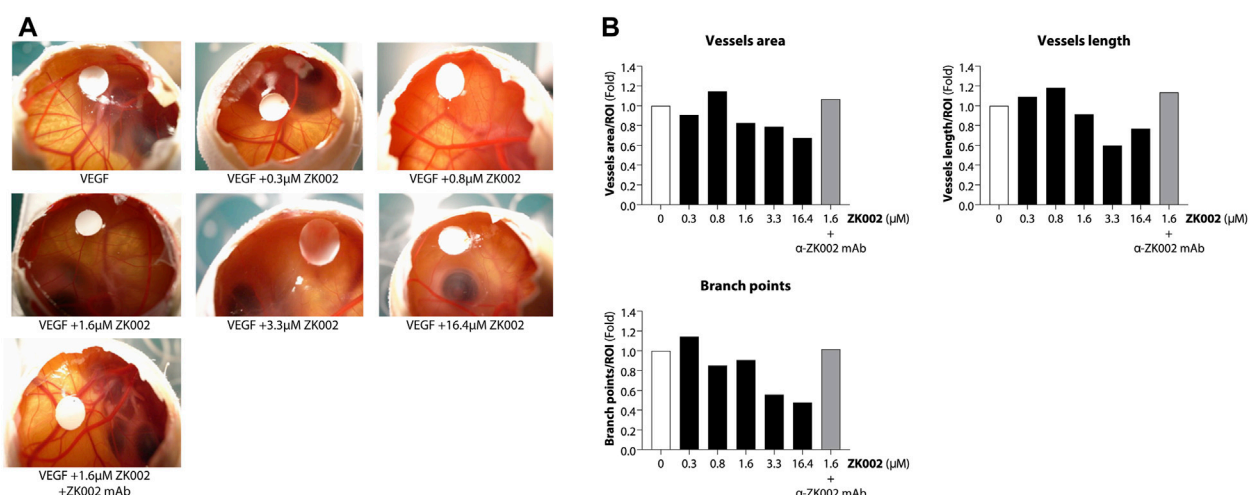 A
VEGF
VEGF +0.3μM ZK002
VEGF +0.8μM ZK002
VEGF +1.6μM ZK002
VEGF +3.3μM ZK002
VEGF +16.4μM ZK002
VEGF +1.6μM ZK002
+ZK002 mAb
B
Vessels area
Vessels area/ROI (Fold)
1.4
1.2
1.0
0.8
0.6
0.4
0.2
0.0
0 0.3 0.8 1.6 3.3 16.4 1.6 ZK002 (μM)
+
α-ZK002 mAb
Vessels length
Vessels length/ROI (Fold)
1.4
1.2
1.0
0.8
0.6
0.4
0.2
0.0
0 0.3 0.8 1.6 3.3 16.4 1.6 ZK002 (μM)
+
α-ZK002 mAb
Branch points
Branch points/ROI (Fold)
1.4
1.2
1.0
0.8
0.6
0.4
0.2
0.0
0 0.3 0.8 1.6 3.3 16.4 1.6 ZK002 (μM)
+
α-ZK002 mAb